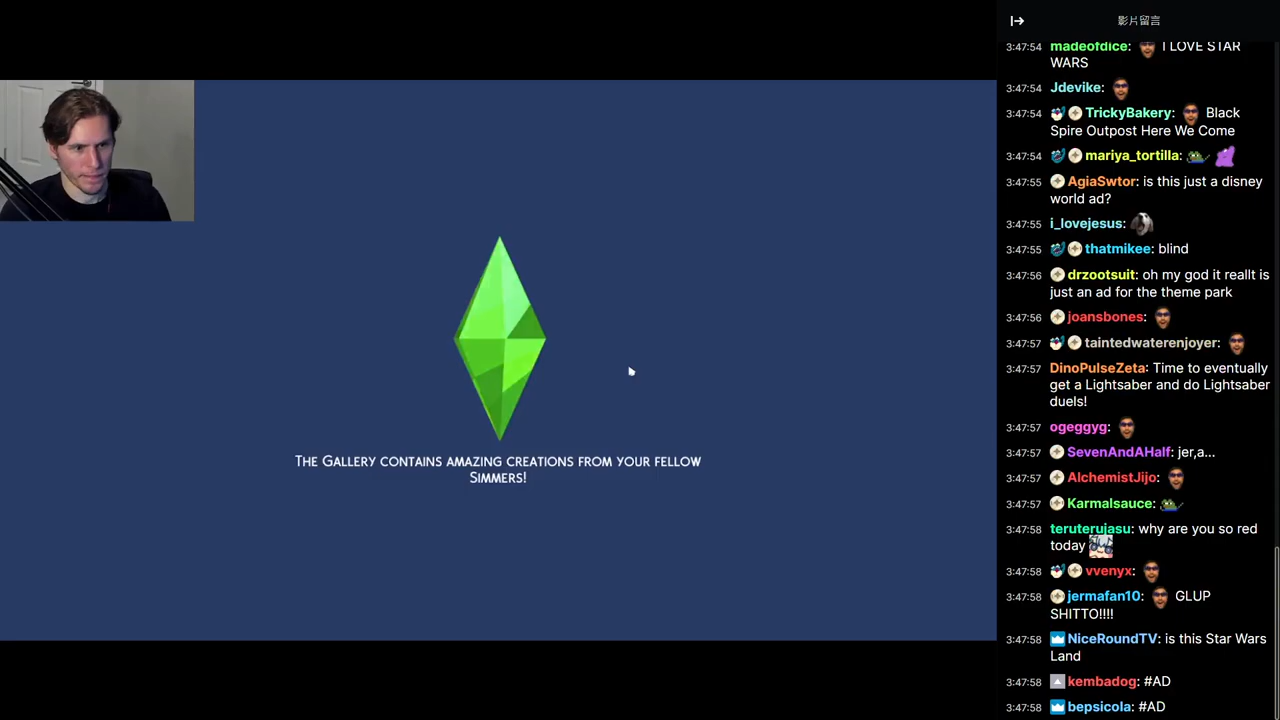 影片留言
3:47:54 madeofdice: I LOVE STAR
WARS
3:47:54 Jdevike:
3:47:54 TrickyBakery: Black
Spire Outpost Here We Come
3:47:54 mariya_tortilla:
3:47:55 AgiaSwtor: is this just a disney
world ad?
3:47:55 i_lovejesus:
3:47:55 thatmikee: blind
3:47:56 drzootsuit: oh my god it reallt is
just an ad for the theme park
3:47:56 joansbones:
3:47:57 taintedwaterenjoyer:
3:47:57 DinoPulseZeta: Time to eventually
get a Lightsaber and do Lightsaber
duels!
3:47:57 ogeggyg:
3:47:57 SevenAndAHalf: jer,a...
3:47:57 AlchemistJijo:
3:47:57 Karmalsauce:
3:47:58 teruterujasu: why are you so red
today
3:47:58 vvenyx:
3:47:58 jermafan10: GLUP
SHITTO!!!!
3:47:58 NiceRoundTV: is this Star Wars
Land
3:47:58 kembadog: #AD
3:47:58 bepsicola: #AD
THE GALLERY CONTAINS AMAZING CREATIONS FROM YOUR FELLOW
SIMMERS!